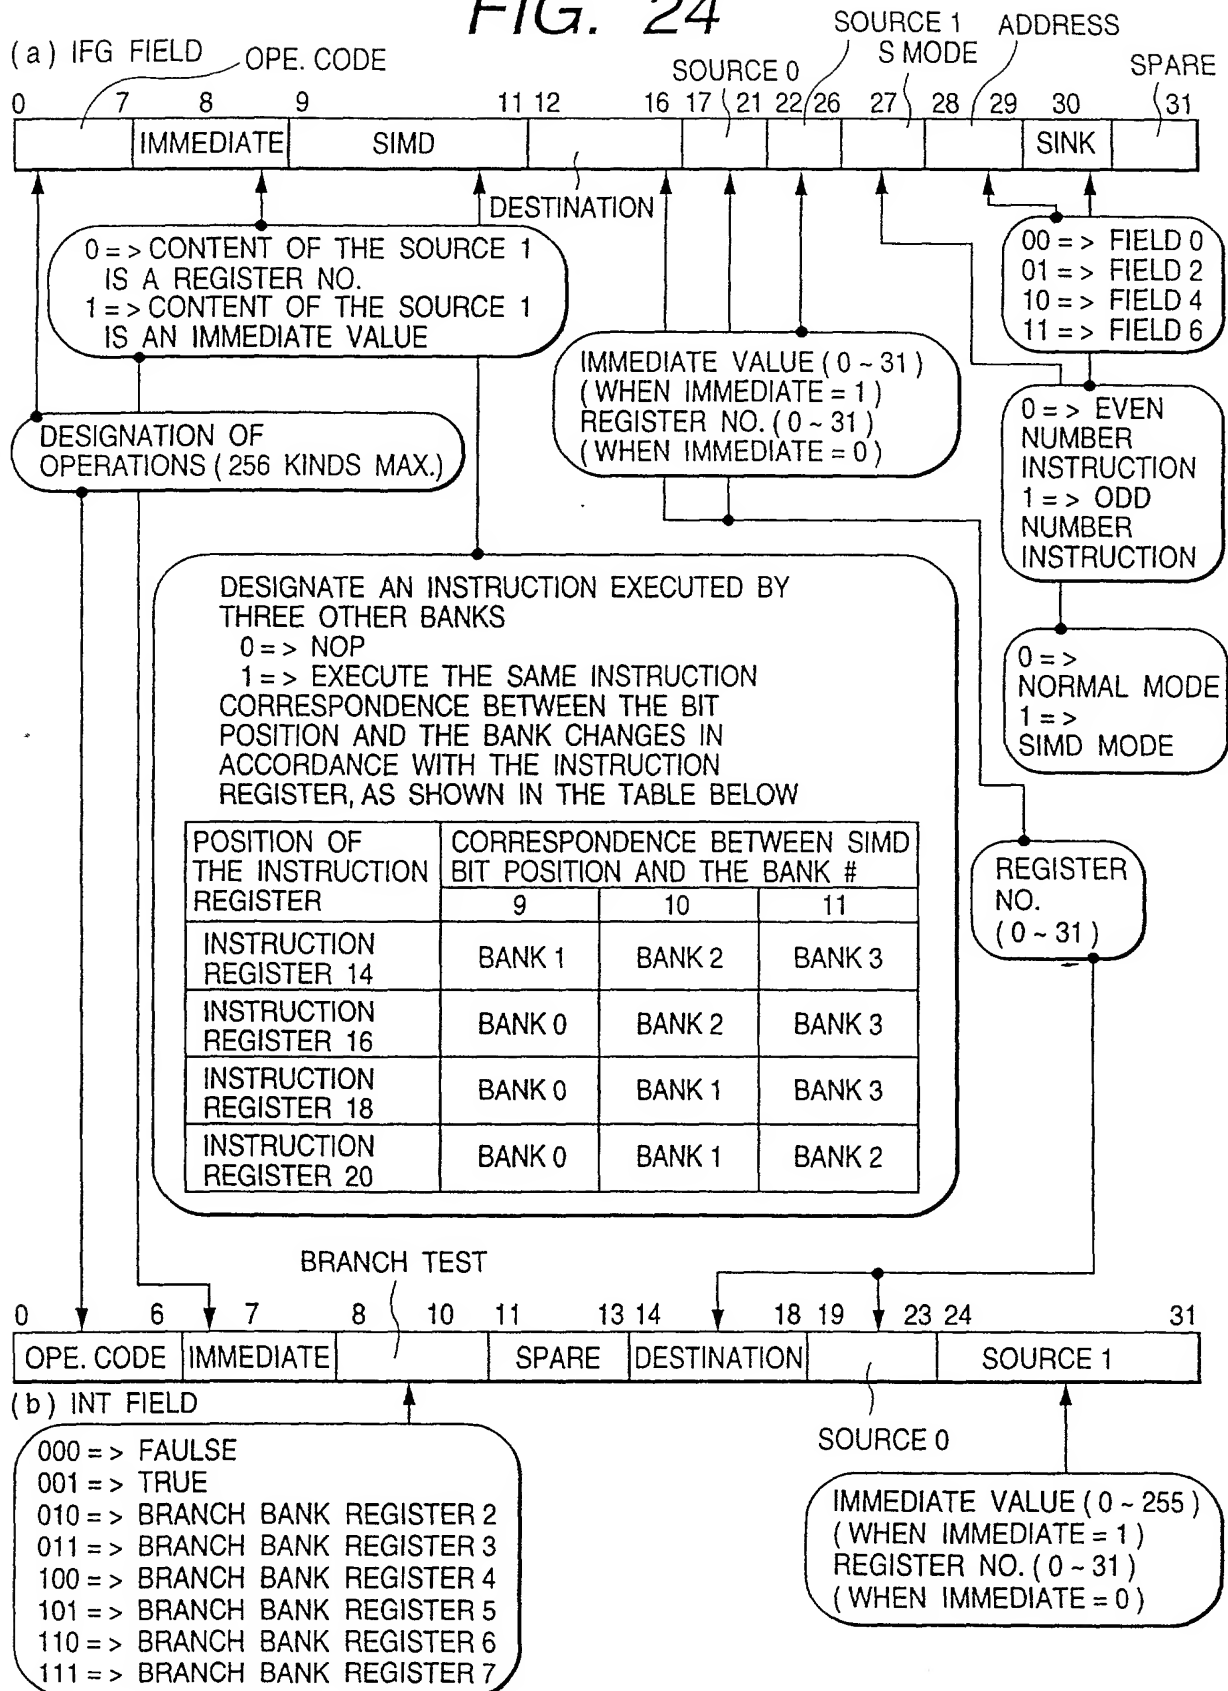 FIG. 24
(a) IFG FIELD
OPE. CODE
SOURCE 0
SOURCE 1
S MODE
ADDRESS
SPARE
0 7 8 9 11 12 16 17 21 22 26 27 28 29 30 31
IMMEDIATE SIMD SINK
DESTINATION
0 = > CONTENT OF THE SOURCE 1
IS A REGISTER NO.
1 = > CONTENT OF THE SOURCE 1
IS AN IMMEDIATE VALUE
00 = > FIELD 0
01 = > FIELD 2
10 = > FIELD 4
11 = > FIELD 6
IMMEDIATE VALUE ( 0 ~ 31 )
( WHEN IMMEDIATE = 1 )
REGISTER NO. ( 0 ~ 31 )
( WHEN IMMEDIATE = 0 )
DESIGNATION OF
OPERATIONS ( 256 KINDS MAX. )
0 = > EVEN
NUMBER
INSTRUCTION
1 = > ODD
NUMBER
INSTRUCTION
DESIGNATE AN INSTRUCTION EXECUTED BY
THREE OTHER BANKS
0 = > NOP
1 = > EXECUTE THE SAME INSTRUCTION
CORRESPONDENCE BETWEEN THE BIT
POSITION AND THE BANK CHANGES IN
ACCORDANCE WITH THE INSTRUCTION
REGISTER, AS SHOWN IN THE TABLE BELOW
0 = >
NORMAL MODE
1 = >
SIMD MODE
POSITION OF
THE INSTRUCTION
REGISTER
CORRESPONDENCE BETWEEN SIMD
BIT POSITION AND THE BANK #
9 10 11
INSTRUCTION
REGISTER 14
BANK 1 BANK 2 BANK 3
INSTRUCTION
REGISTER 16
BANK 0 BANK 2 BANK 3
INSTRUCTION
REGISTER 18
BANK 0 BANK 1 BANK 3
INSTRUCTION
REGISTER 20
BANK 0 BANK 1 BANK 2
REGISTER
NO.
( 0 ~ 31 )
BRANCH TEST
0 6 7 8 10 11 13 14 18 19 23 24 31
OPE. CODE IMMEDIATE SPARE DESTINATION SOURCE 1
(b) INT FIELD
SOURCE 0
000 = > FAULSE
001 = > TRUE
010 = > BRANCH BANK REGISTER 2
011 = > BRANCH BANK REGISTER 3
100 = > BRANCH BANK REGISTER 4
101 = > BRANCH BANK REGISTER 5
110 = > BRANCH BANK REGISTER 6
111 = > BRANCH BANK REGISTER 7
IMMEDIATE VALUE ( 0 ~ 255 )
( WHEN IMMEDIATE = 1 )
REGISTER NO. ( 0 ~ 31 )
( WHEN IMMEDIATE = 0 )